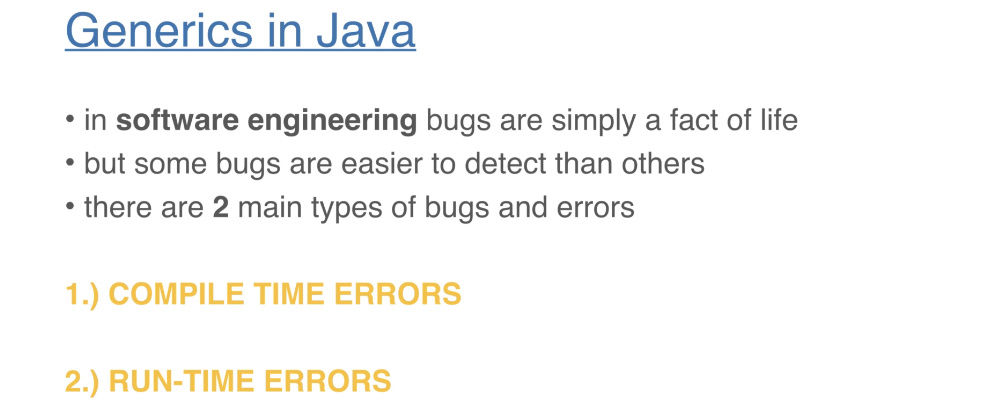 Generics in Java
• in software engineering bugs are simply a fact of life
• but some bugs are easier to detect than others
• there are 2 main types of bugs and errors
1.) COMPILE TIME ERRORS
2.) RUN-TIME ERRORS